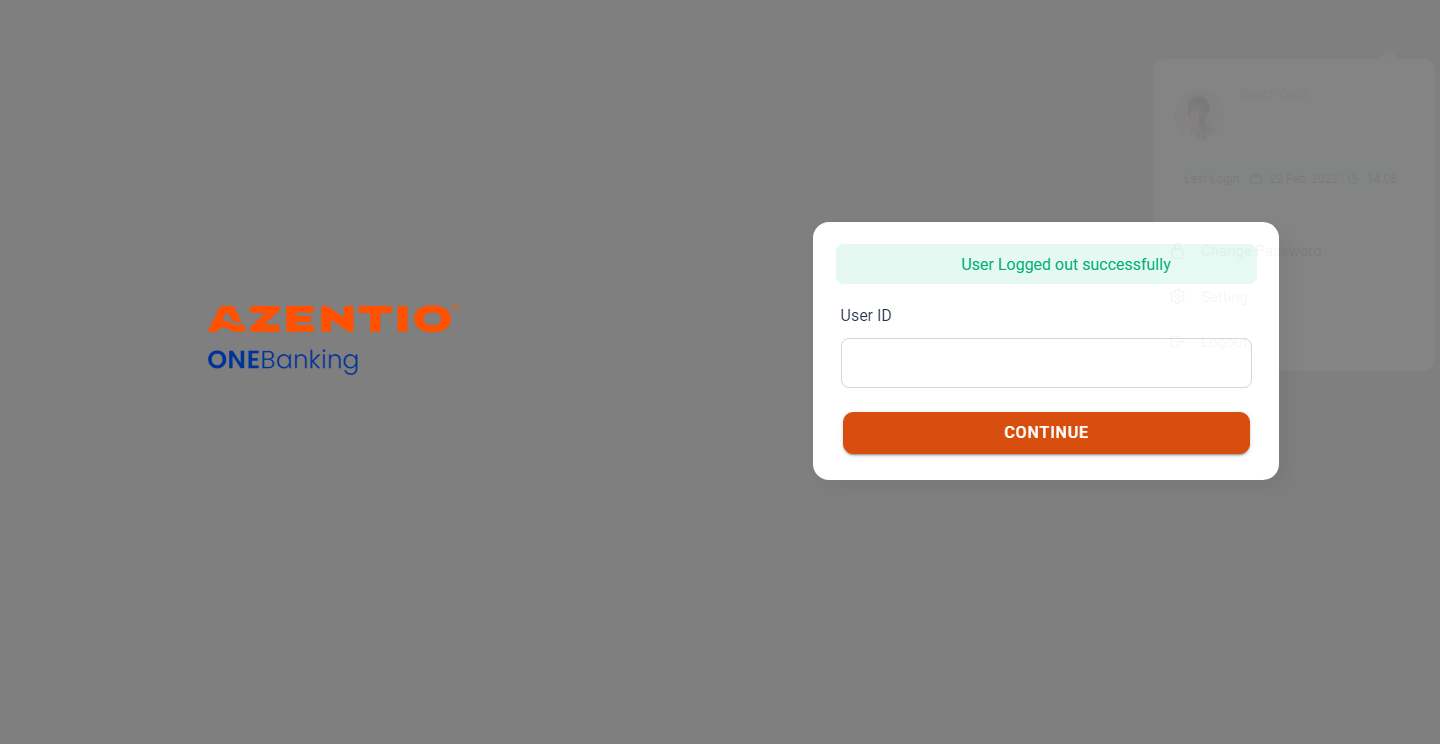 AZENTIO
ONEBanking
Last Login 22 Feb, 2022 | 14:06
User Logged out successfully
Change Password
Setting
Logout
User ID
CONTINUE